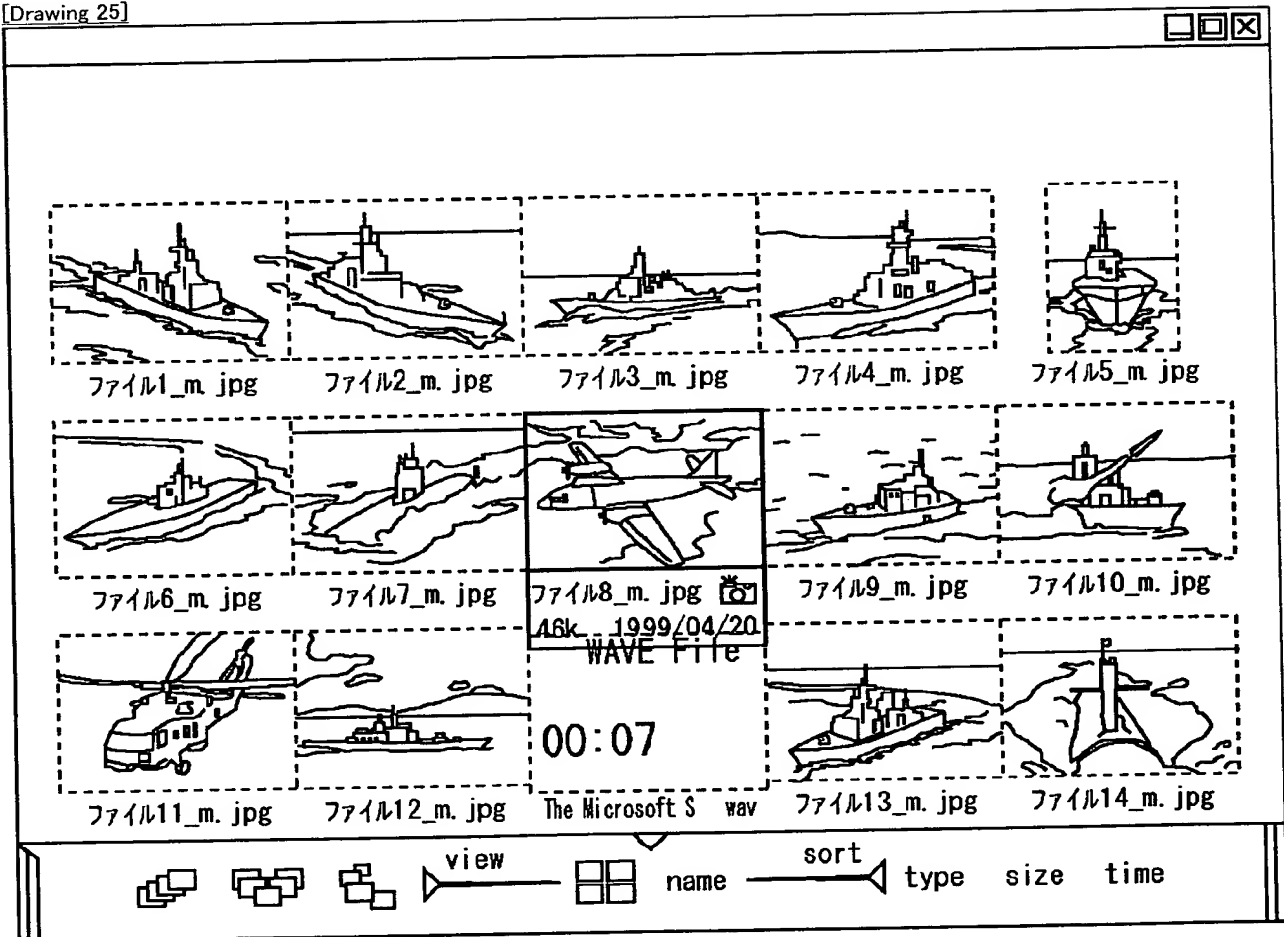 [Drawing 25]
ファイル1_m. jpg ファイル2_m. jpg ファイル3_m. jpg ファイル4_m. jpg ファイル5_m. jpg
ファイル6_m. jpg ファイル7_m. jpg ファイル8_m. jpg ファイル9_m. jpg ファイル10_m. jpg
46k 1999/04/20
WAVE File
00:07
ファイル11_m. jpg ファイル12_m. jpg The Microsoft S wav ファイル13_m. jpg ファイル14_m. jpg
view name sort type size time